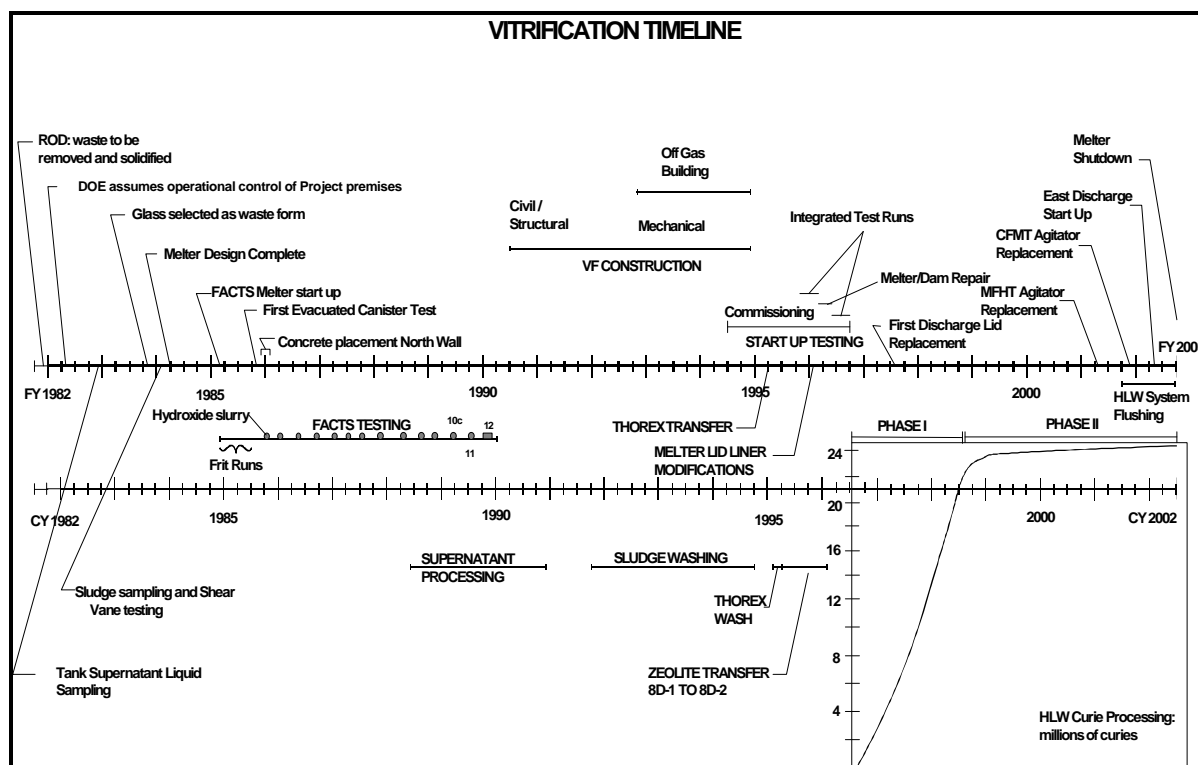 VITRIFICATION TIMELINE
ROD: waste to be
removed and solidified
DOE assumes operational control of Project premises
Glass selected as waste form
Melter Design Complete
FACTS Melter start up
First Evacuated Canister Test
Concrete placement North Wall
Off Gas
Building
Civil /
Structural
Mechanical
VF CONSTRUCTION
Integrated Test Runs
Melter/Dam Repair
Commissioning
START UP TESTING
First Discharge Lid
Replacement
Melter
Shutdown
East Discharge
Start Up
CFMT Agitator
Replacement
MFHT Agitator
Replacement
FY 200
FY 1982
1985
1990
1995
2000
HLW System
Flushing
Hydroxide slurry
FACTS TESTING
10c
12
11
Frit Runs
THOREX TRANSFER
MELTER LID LINER
MODIFICATIONS
PHASE I
PHASE II
CY 1982
1985
1990
1995
2000
CY 2002
24
20
16
12
8
4
SUPERNATANT
PROCESSING
SLUDGE WASHING
THOREX
WASH
ZEOLITE TRANSFER
8D-1 TO 8D-2
Sludge sampling and Shear
Vane testing
Tank Supernatant Liquid
Sampling
HLW Curie Processing:
millions of curies